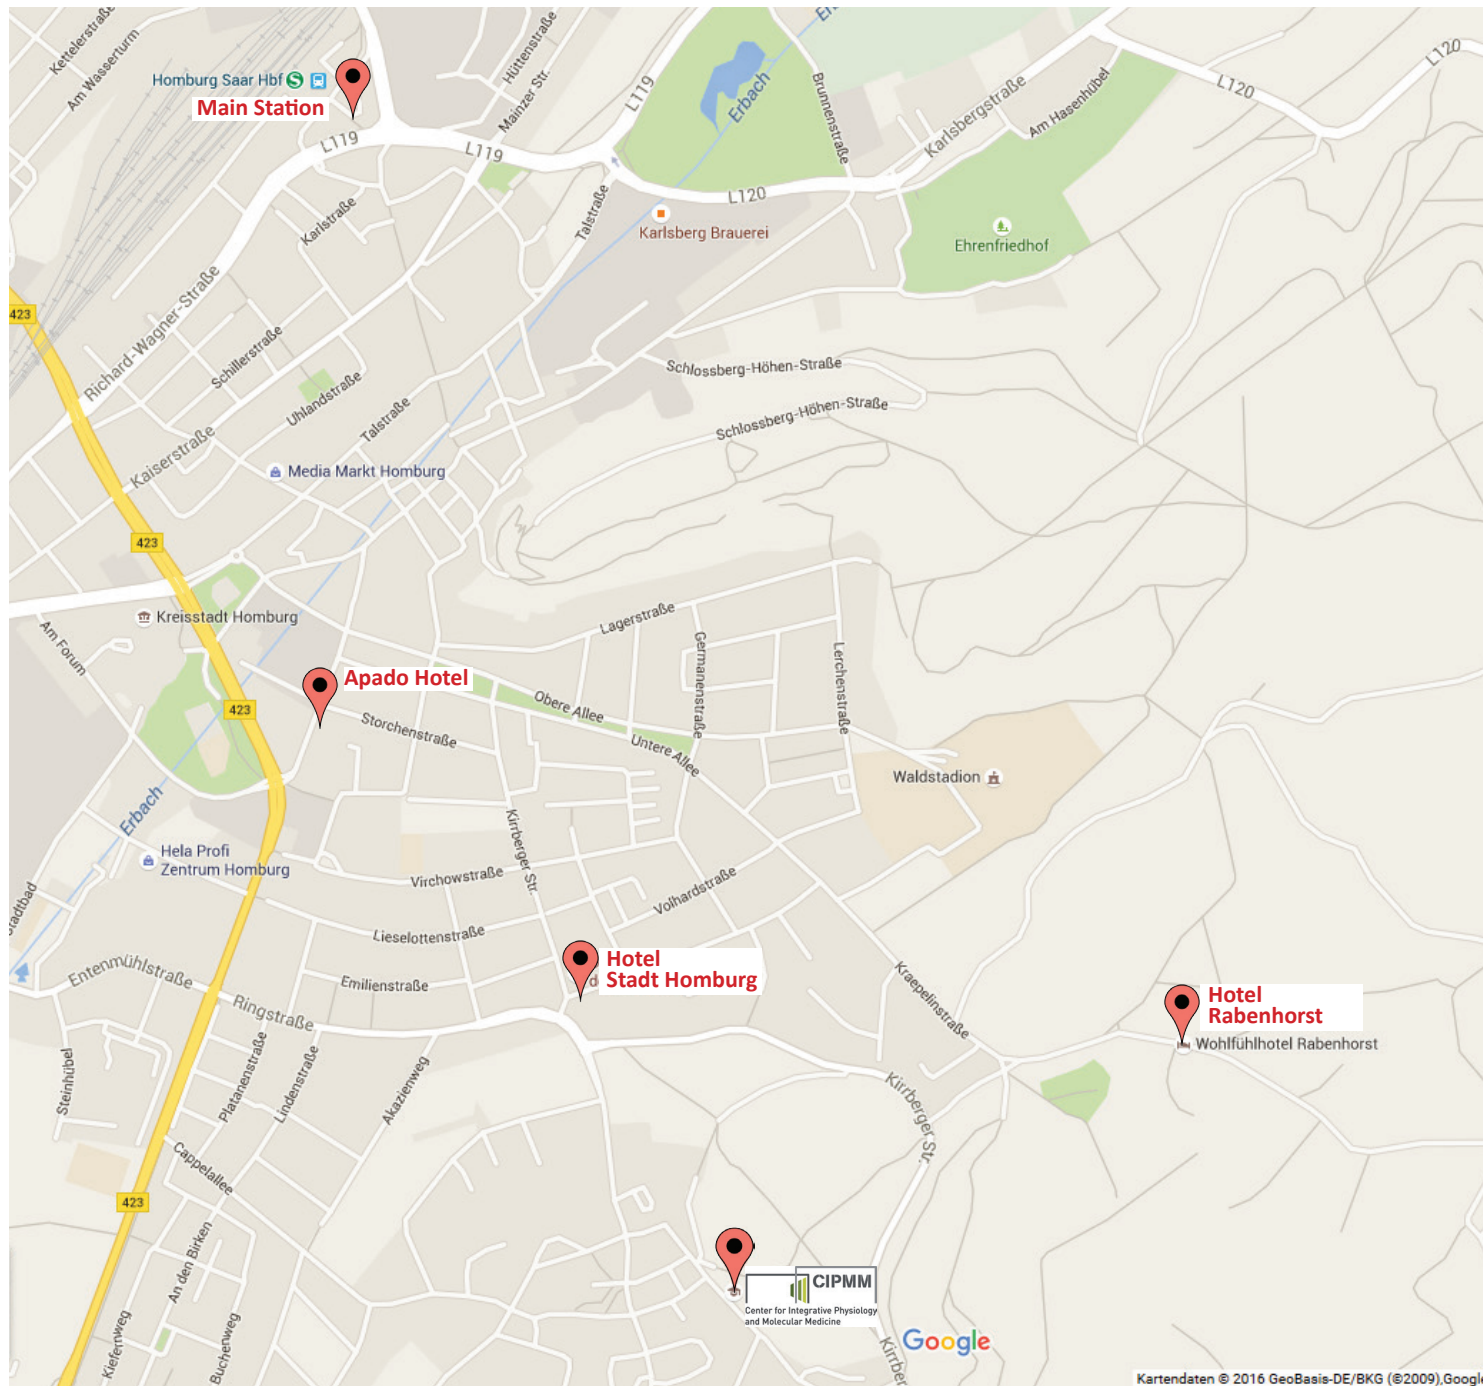 Kettelerstraße
Am Wasserturm
Homburg Saar Hbf
Main Station
Hüttenstraße
Mainzer Str.
L119
L119
L119
Erbach
Brunnenstraße
L120
L120
L120
Karlsbergstraße
Am Hasenhübel
Karlstraße
Talstraße
Karlsberg Brauerei
Ehrenfriedhof
423
Richard-Wagner-Straße
Schillerstraße
Uhlandstraße
Kaiserstraße
Talstraße
Schlossberg-Höhen-Straße
Schlossberg-Höhen-Straße
Media Markt Homburg
423
Kreisstadt Homburg
Am Forum
Lagerstraße
Germanenstraße
Lerchenstraße
Apado Hotel
423
Storchenstraße
Obere Allee
Untere Allee
Waldstadion
Erbach
Hela Profi
Zentrum Homburg
Kirrberger Str.
Virchowstraße
Volhardstraße
Lieselottenstraße
Emilienstraße
Entenmühlstraße
Ringstraße
Hotel
Stadt Homburg
Kraepelinstraße
Hotel
Rabenhorst
Wohlfühlhotel Rabenhorst
Steinhübel
Platanenstraße
Lindenstraße
Akazienweg
Kirrberger Str.
Cappelallee
423
An den Birken
Kiefernweg
Buchenweg
CIPMM
Center for Integrative Physiology
and Molecular Medicine
Google
Kartendaten © 2016 GeoBasis-DE/BKG (©2009),Google